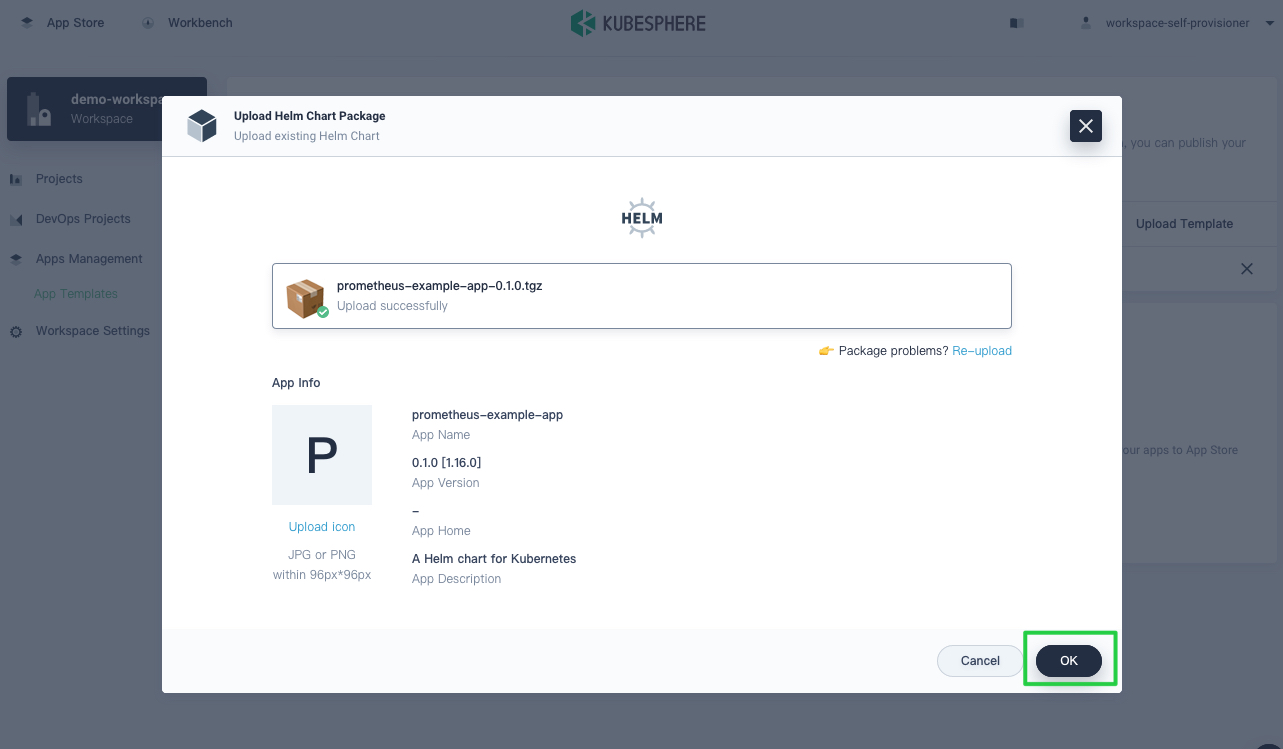 App Store
Workbench
KUBESPHERE
workspace-self-provisioner
demo-workspa
Workspace
Projects
DevOps Projects
Apps Management
App Templates
Workspace Settings
Upload Helm Chart Package
Upload existing Helm Chart
, you can publish your
Upload Template
our apps to App Store
HELM
prometheus-example-app-0.1.0.tgz
Upload successfully
👉 Package problems? Re-upload
App Info
P
Upload icon
JPG or PNG
within 96px*96px
prometheus-example-app
App Name
0.1.0 [1.16.0]
App Version
-
App Home
A Helm chart for Kubernetes
App Description
Cancel
OK